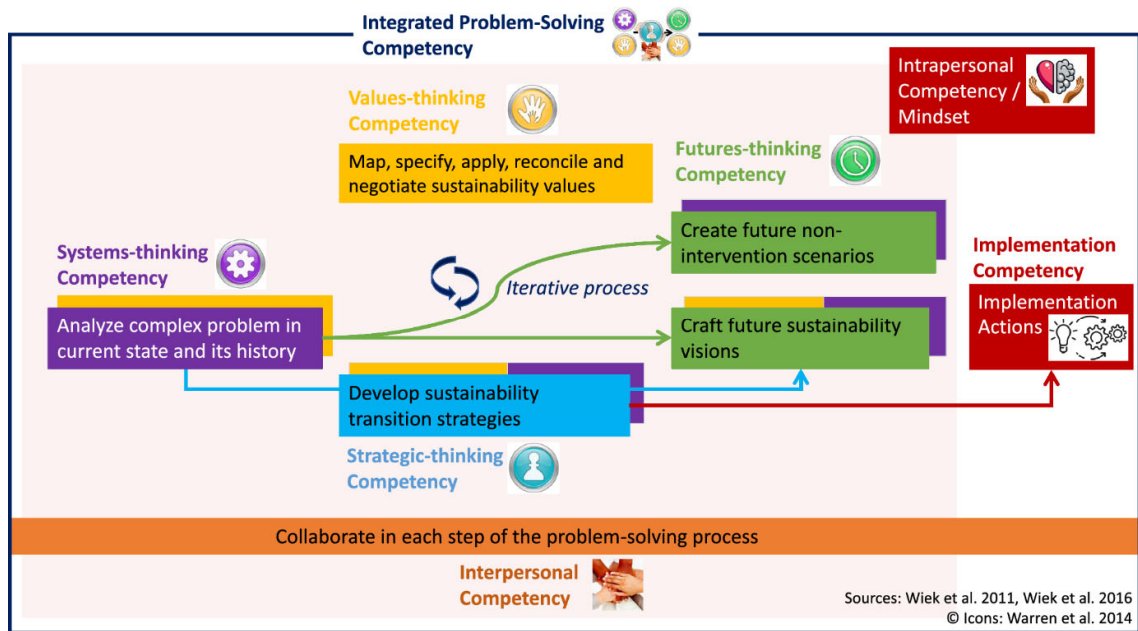 Integrated Problem-Solving
Competency
Intrapersonal
Competency /
Mindset
Values-thinking
Competency
Map, specify, apply, reconcile and
negotiate sustainability values
Futures-thinking
Competency
Create future non-
intervention scenarios
Systems-thinking
Competency
Iterative process
Implementation
Competency
Analyze complex problem in
current state and its history
Craft future sustainability
visions
Implementation
Actions
Develop sustainability
transition strategies
Strategic-thinking
Competency
Collaborate in each step of the problem-solving process
Interpersonal
Competency
Sources: Wiek et al. 2011, Wiek et al. 2016
© Icons: Warren et al. 2014